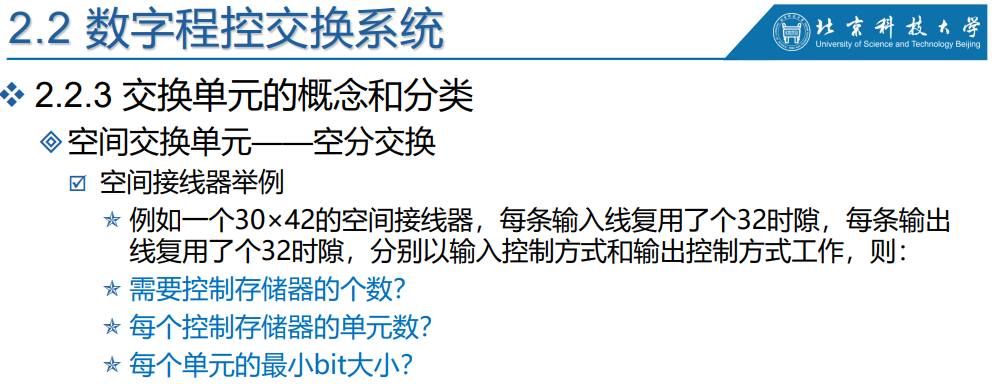 2.2 数字程控交换系统
北京科技大学
University of Science and Technology Beijing
2.2.3 交换单元的概念和分类
空间交换单元——空分交换
空间接线器举例
例如一个30×42的空间接线器，每条输入线复用了个32时隙，每条输出
线复用了个32时隙，分别以输入控制方式和输出控制方式工作，则：
需要控制存储器的个数？
每个控制存储器的单元数？
每个单元的最小bit大小？